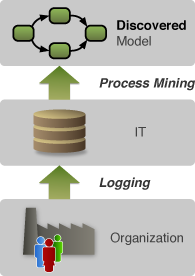 Discovered
Model
Process Mining
IT
Logging
Organization